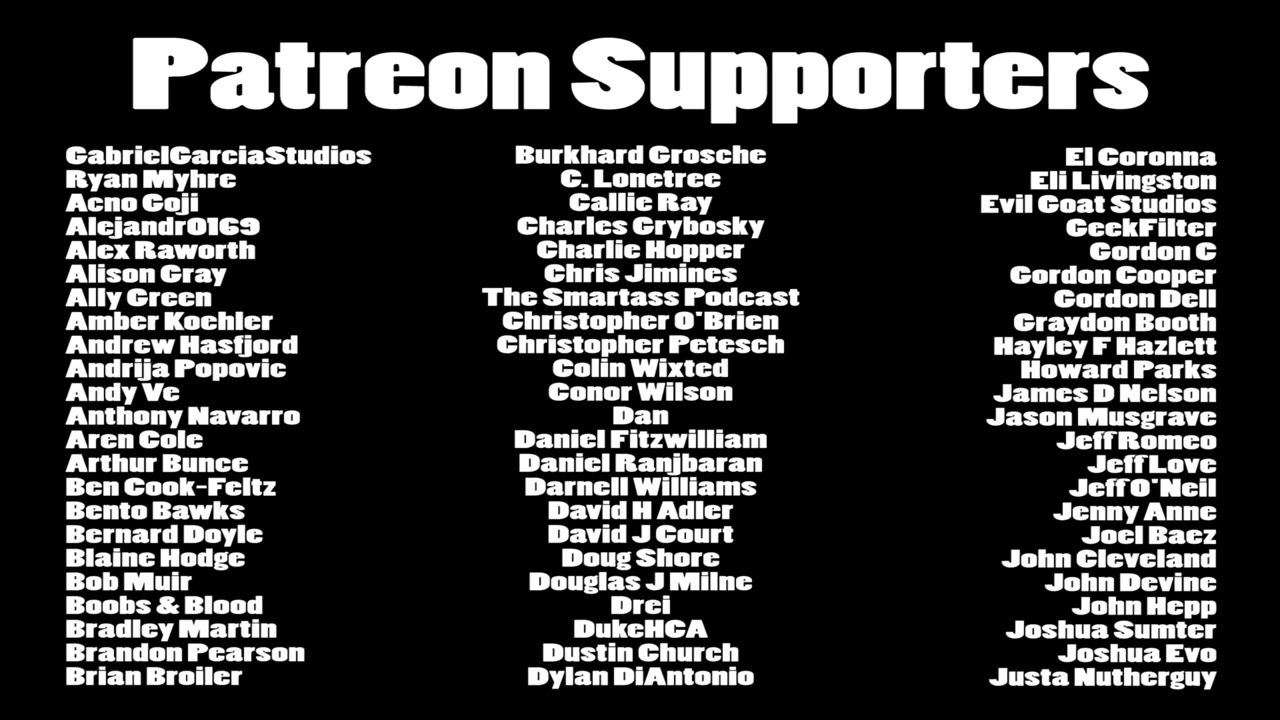 Patreon Supporters
GabrielGarciaStudios
Ryan Myhre
Acno Goji
Alejandr0169
Alex Raworth
Alison Gray
Ally Green
Amber Koehler
Andrew Hasfjord
Andrija Popovic
Andy Ve
Anthony Navarro
Aren Cole
Arthur Bunce
Ben Cook-Feltz
Bento Bawks
Bernard Doyle
Blaine Hodge
Bob Muir
Boobs & Blood
Bradley Martin
Brandon Pearson
Brian Broiler
Burkhard Grosche
C. Lonetree
Callie Ray
Charles Grybosky
Charlie Hopper
Chris Jimines
The Smartass Podcast
Christopher O'Brien
Christopher Petesch
Colin Wixted
Conor Wilson
Dan
Daniel Fitzwilliam
Daniel Ranjbaran
Darnell Williams
David H Adler
David J Court
Doug Shore
Douglas J Milne
Drei
DukeHCA
Dustin Church
Dylan DiAntonio
El Coronna
Eli Livingston
Evil Goat Studios
GeekFilter
Gordon C
Gordon Cooper
Gordon Dell
Graydon Booth
Hayley F Hazlett
Howard Parks
James D Nelson
Jason Musgrave
Jeff Romeo
Jeff Love
Jeff O'Neil
Jenny Anne
Joel Baez
John Cleveland
John Devine
John Hepp
Joshua Sumter
Joshua Evo
Justa Nutherguy